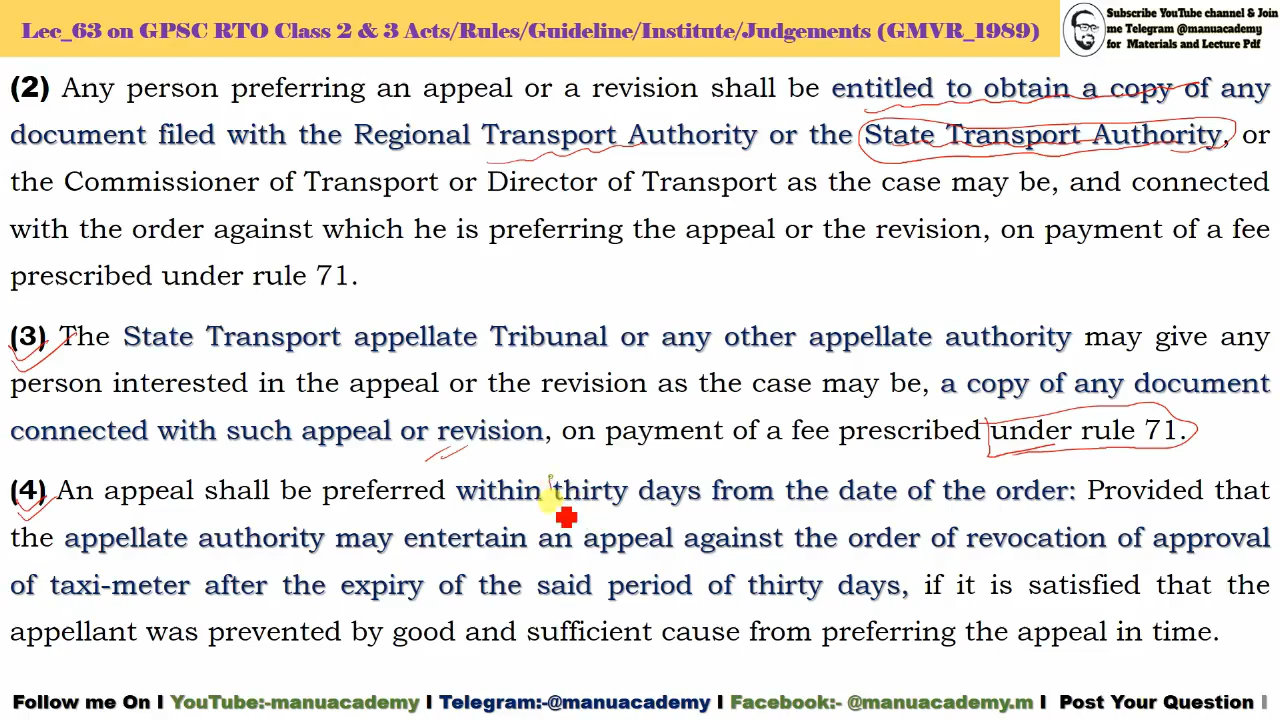 Lec_63 on GPSC RTO Class 2 & 3 Acts/Rules/Guideline/Institute/Judgements (GMVR_1989)
Subscribe YouTube channel & Join
me Telegram @manuacademy
for Materials and Lecture Pdf
(2) Any person preferring an appeal or a revision shall be entitled to obtain a copy of any
document filed with the Regional Transport Authority or the State Transport Authority, or
the Commissioner of Transport or Director of Transport as the case may be, and connected
with the order against which he is preferring the appeal or the revision, on payment of a fee
prescribed under rule 71.
(3) The State Transport appellate Tribunal or any other appellate authority may give any
person interested in the appeal or the revision as the case may be, a copy of any document
connected with such appeal or revision, on payment of a fee prescribed under rule 71.
(4) An appeal shall be preferred within thirty days from the date of the order: Provided that
the appellate authority may entertain an appeal against the order of revocation of approval
of taxi-meter after the expiry of the said period of thirty days, if it is satisfied that the
appellant was prevented by good and sufficient cause from preferring the appeal in time.
Follow me On I YouTube:-manuacademy I Telegram:-@manuacademy I Facebook:- @manuacademy.m I Post Your Question I